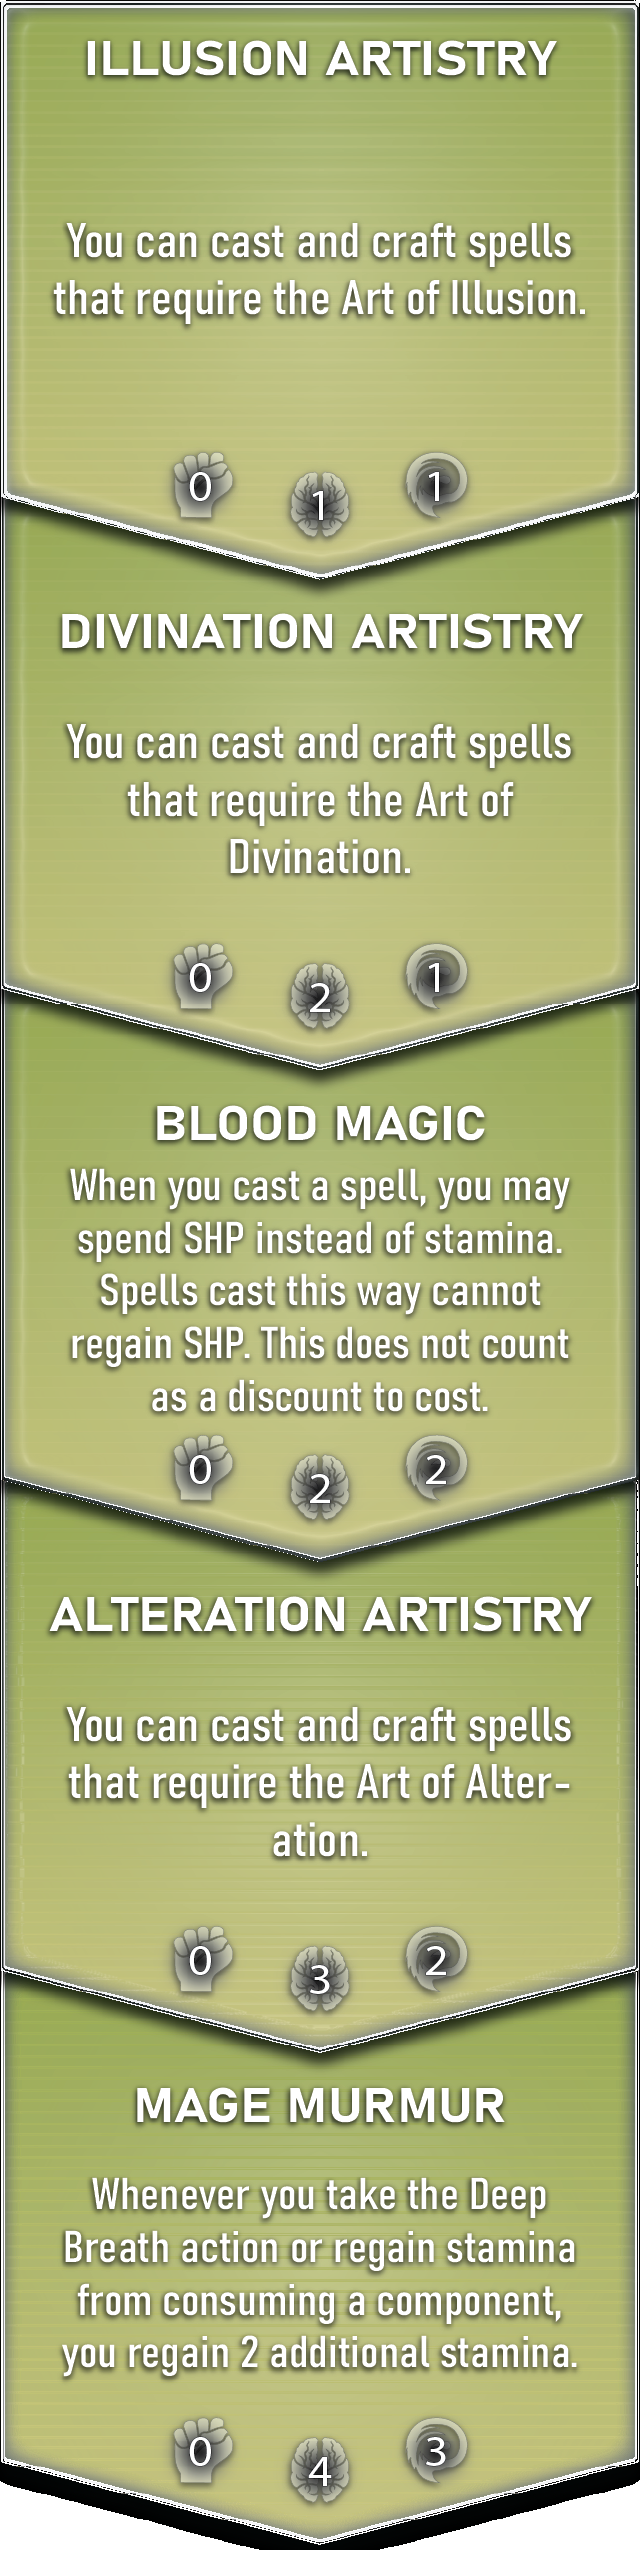 ILLUSION ARTISTRY
You can cast and craft spells
that require the Art of Illusion.
0 1 1
DIVINATION ARTISTRY
You can cast and craft spells
that require the Art of
Divination.
0 2 1
BLOOD MAGIC
When you cast a spell, you may
spend SHP instead of stamina.
Spells cast this way cannot
regain SHP. This does not count
as a discount to cost.
0 2 2
ALTERATION ARTISTRY
You can cast and craft spells
that require the Art of Alter-
ation.
0 3 2
MAGE MURMUR
Whenever you take the Deep
Breath action or regain stamina
from consuming a component,
you regain 2 additional stamina.
0 4 3